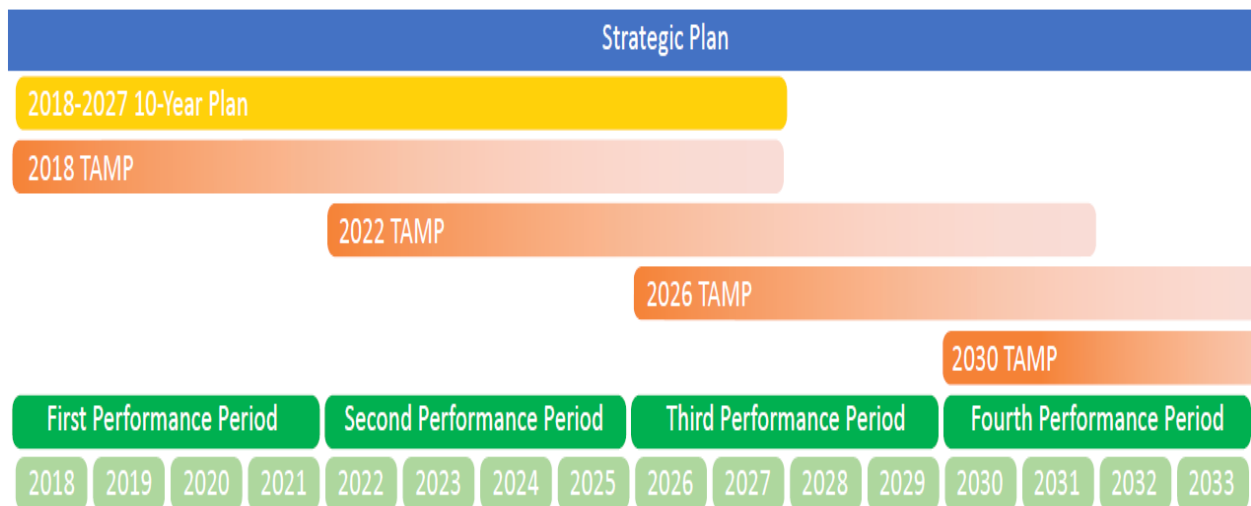 Strategic Plan
2018-2027 10-Year Plan
2018 TAMP
2022 TAMP
2026 TAMP
2030 TAMP
First Performance Period Second Performance Period Third Performance Period Fourth Performance Period
2018 2019 2020 2021 2022 2023 2024 2025 2026 2027 2028 2029 2030 2031 2032 2033